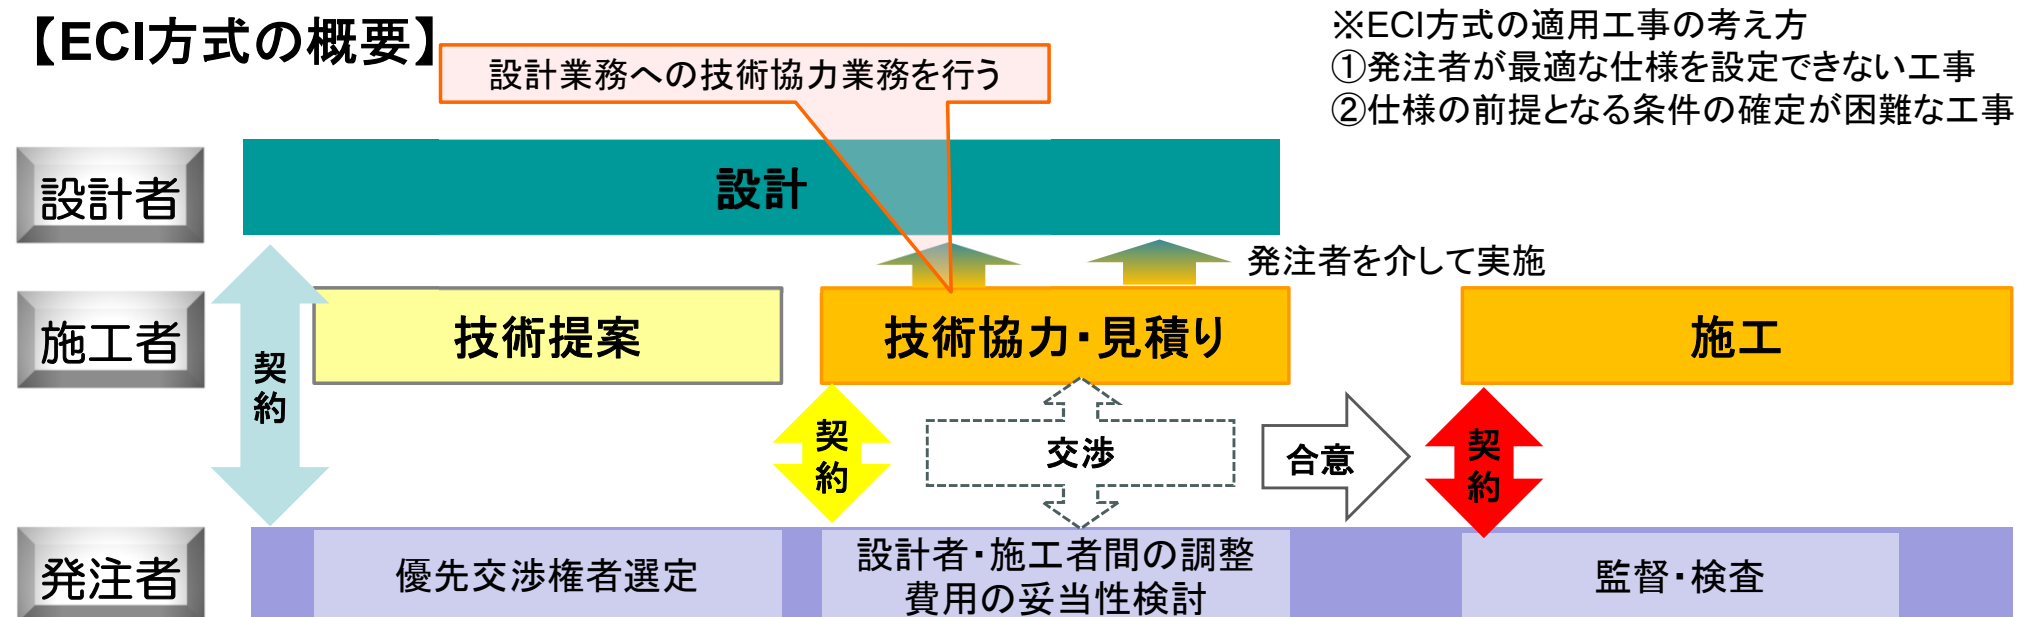 【ECI方式の概要】
※ECI方式の適用工事の考え方
①発注者が最適な仕様を設定できない工事
②仕様の前提となる条件の確定が困難な工事
設計業務への技術協力業務を行う
設計者
設計
発注者を介して実施
施工者
技術提案
技術協力・見積り
施工
契約
契約
交渉
合意
契約
発注者
優先交渉権者選定
設計者・施工者間の調整
費用の妥当性検討
監督・検査